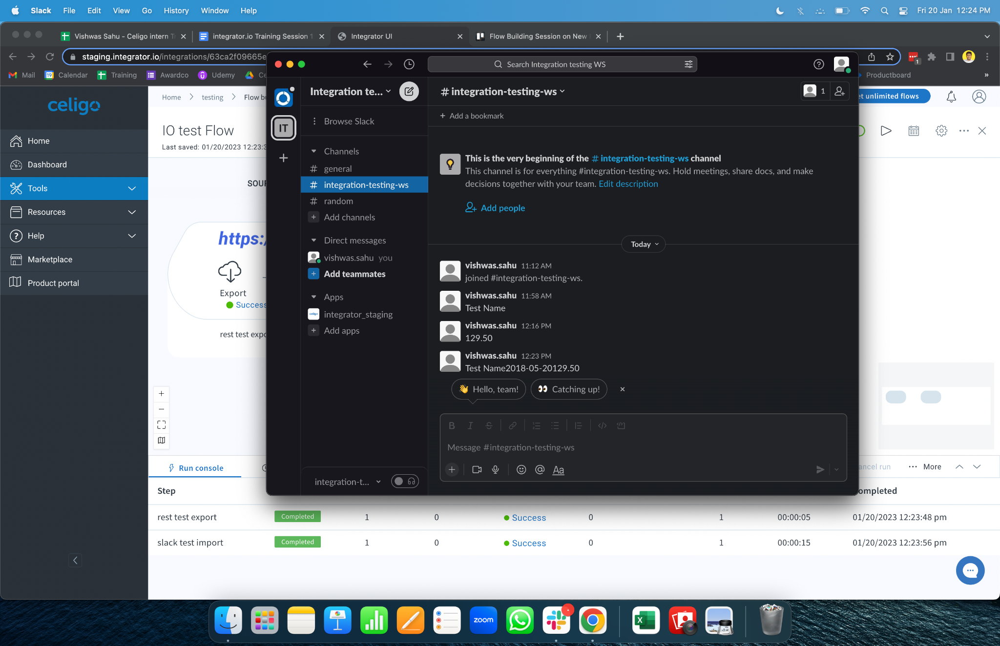 Slack File Edit View Go History Window Help
Fri 20 Jan 12:24 PM
Vishwas Sahu - Celigo intern T
integrator.io Training Session 1
Integrator UI
Flow Building Session on New
staging.integrator.io/integrations/63ca2f09665e
1
Mail
19
Calendar
Training
Awardco
Udemy
Ce
Productboard
»
celigo
Home
Dashboard
Tools
Resources
Help
Marketplace
Product portal
Home
testing
Flow bu
et unlimited flows
IO test Flow
Last saved: 01/20/2023 12:23:3
SOUR
https:/
Export
Success
rest test expo
Search Integration testing WS
IT
Integration te...
Browse Slack
Channels
# general
# integration-testing-ws
# random
+ Add channels
Direct messages
vishwas.sahu you
+ Add teammates
Apps
celigo
integrator_staging
+ Add apps
integration-t...
# integration-testing-ws
1
+ Add a bookmark
This is the very beginning of the # integration-testing-ws channel
This channel is for everything #integration-testing-ws. Hold meetings, share docs, and make
decisions together with your team. Edit description
Add people
Today
vishwas.sahu 11:12 AM
joined #integration-testing-ws.
vishwas.sahu 11:58 AM
Test Name
vishwas.sahu 12:16 PM
129.50
vishwas.sahu 12:23 PM
Test Name2018-05-20129.50
Hello, team!
Catching up!
B I S
Message #integration-testing-ws
@ Aa
Run console
ancel run
More
Step
ompleted
rest test export Completed 1 0 Success 0 1 00:00:05 01/20/2023 12:23:48 pm
slack test import Completed 1 0 Success 0 1 00:00:15 01/20/2023 12:23:56 pm
zoom
X